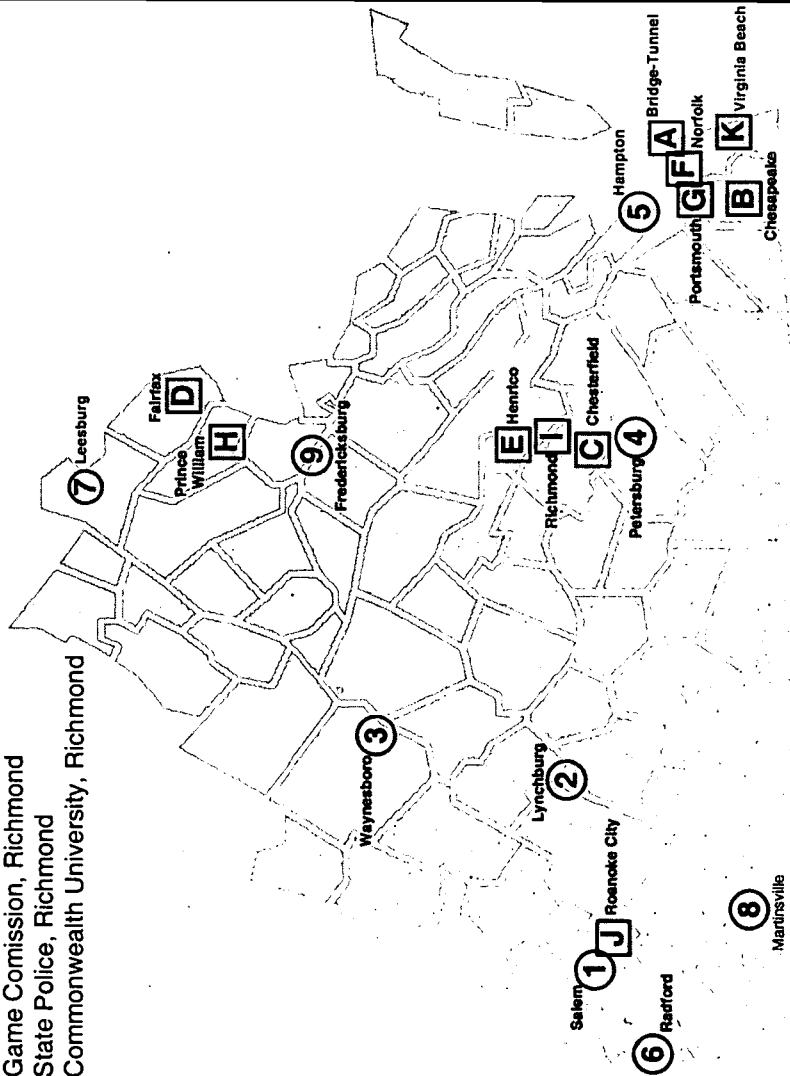 Game Comission, Richmond
State Police, Richmond
Commonwealth University, Richmond
7
Leesburg
Fairfax
D
Prince
William
H
9
Fredericksburg
Waynesboro
3
E
Henrico
Richmond
I
C
Chesterfield
Petersburg
4
Hampton
5
Bridge-Tunnel
A
F
Norfolk
Portsmouth
G
K
Virginia Beach
B
Chesapeake
Lynchburg
2
Salem
1
J
Roanoke City
6
Radford
8
Martinsville